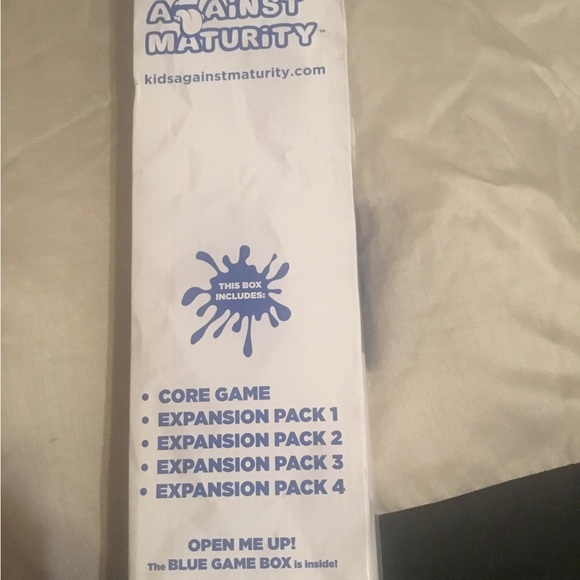 AGAINST
MATURITY™
kidsagainstmaturity.com
THIS BOX
INCLUDES:
• CORE GAME
• EXPANSION PACK 1
• EXPANSION PACK 2
• EXPANSION PACK 3
• EXPANSION PACK 4
OPEN ME UP!
The BLUE GAME BOX is inside!